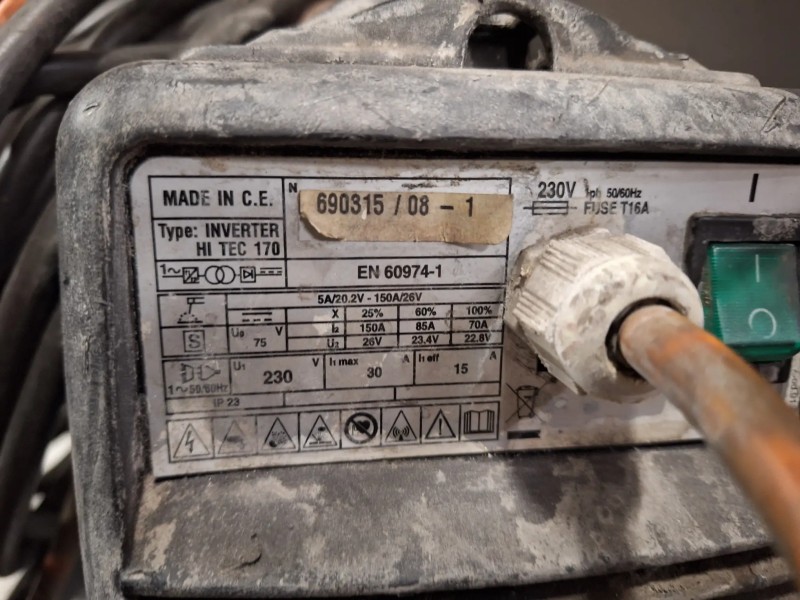 MADE IN C.E.
N 690315 / 08 - 1
Type: INVERTER
HI TEC 170
1~
EN 60974-1
5A/20.2V - 150A/26V
X 25% 60% 100%
S U₀ V 75
I₂ 150A 85A 70A
U₂ 26V 23.4V 22.8V
1~50/60Hz
U₁ V 230
I₁ max A 30
I₁ eff A 15
IP 23
230V 1ph 50/60Hz
FUSE T16A
I
I
O